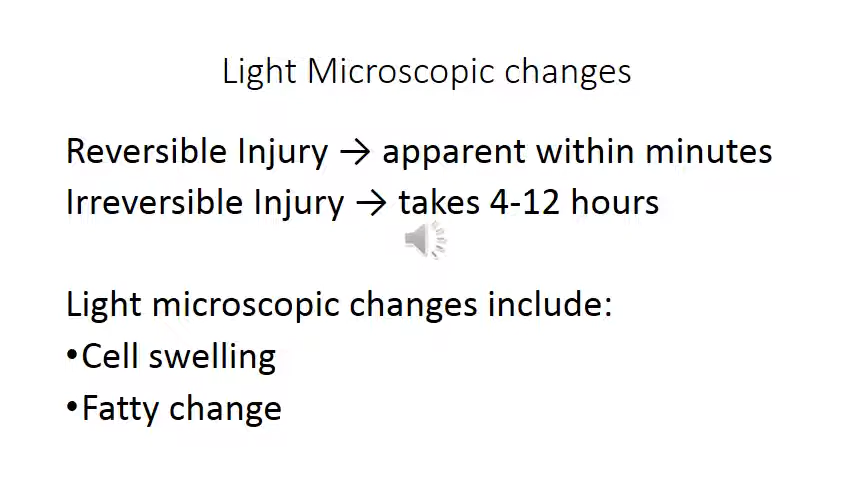 Light Microscopic changes
Reversible Injury → apparent within minutes
Irreversible Injury → takes 4-12 hours
Light microscopic changes include:
•Cell swelling
•Fatty change